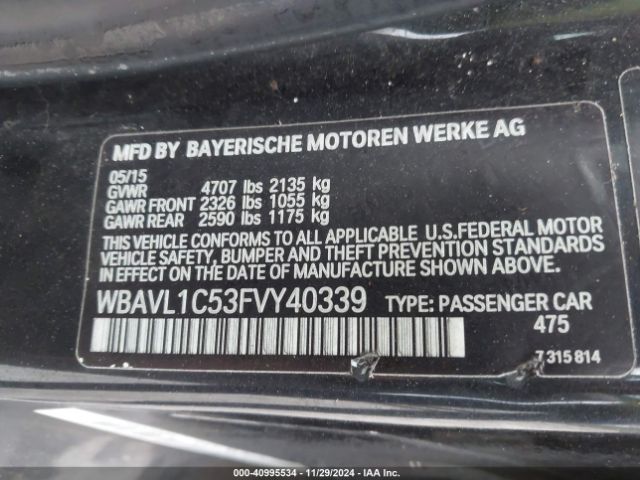 MFD BY BAYERISCHE MOTOREN WERKE AG
05/15
GVWR 4707 lbs 2135 kg
GAWR FRONT 2326 lbs 1055 kg
GAWR REAR 2590 lbs 1175 kg
THIS VEHICLE CONFORMS TO ALL APPLICABLE U.S.FEDERAL MOTOR
VEHICLE SAFETY, BUMPER AND THEFT PREVENTION STANDARDS
IN EFFECT ON THE DATE OF MANUFACTURE SHOWN ABOVE.
WBAVL1C53FVY40339 TYPE: PASSENGER CAR
475
7 315 814
000-40995534 - 11/29/2024 - IAA Inc.